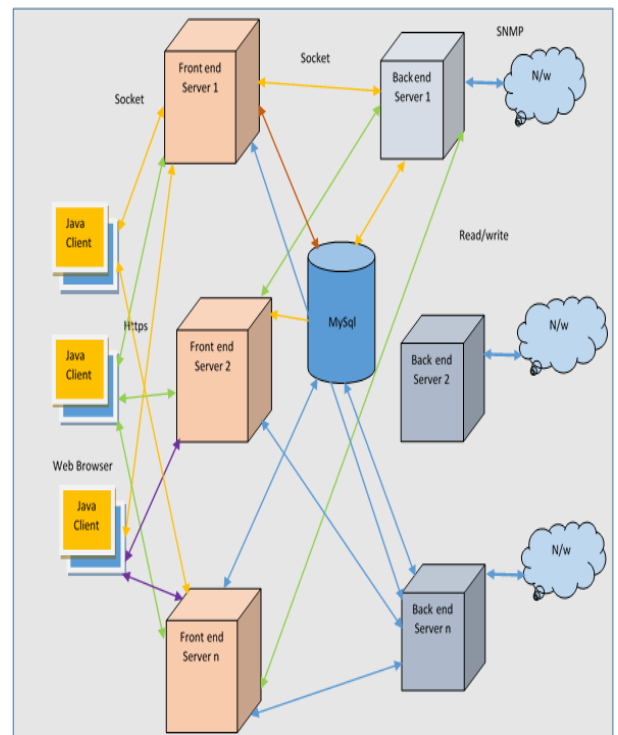 SNMP
Socket
Front end
Server 1
Back end
Server 1
N/w
Socket
Java
Client
Read/write
MySql
Https
Java
Client
Front end
Server 2
Back end
Server 2
N/w
Web Browser
Java
Client
N/w
Front end
Server n
Back end
Server n